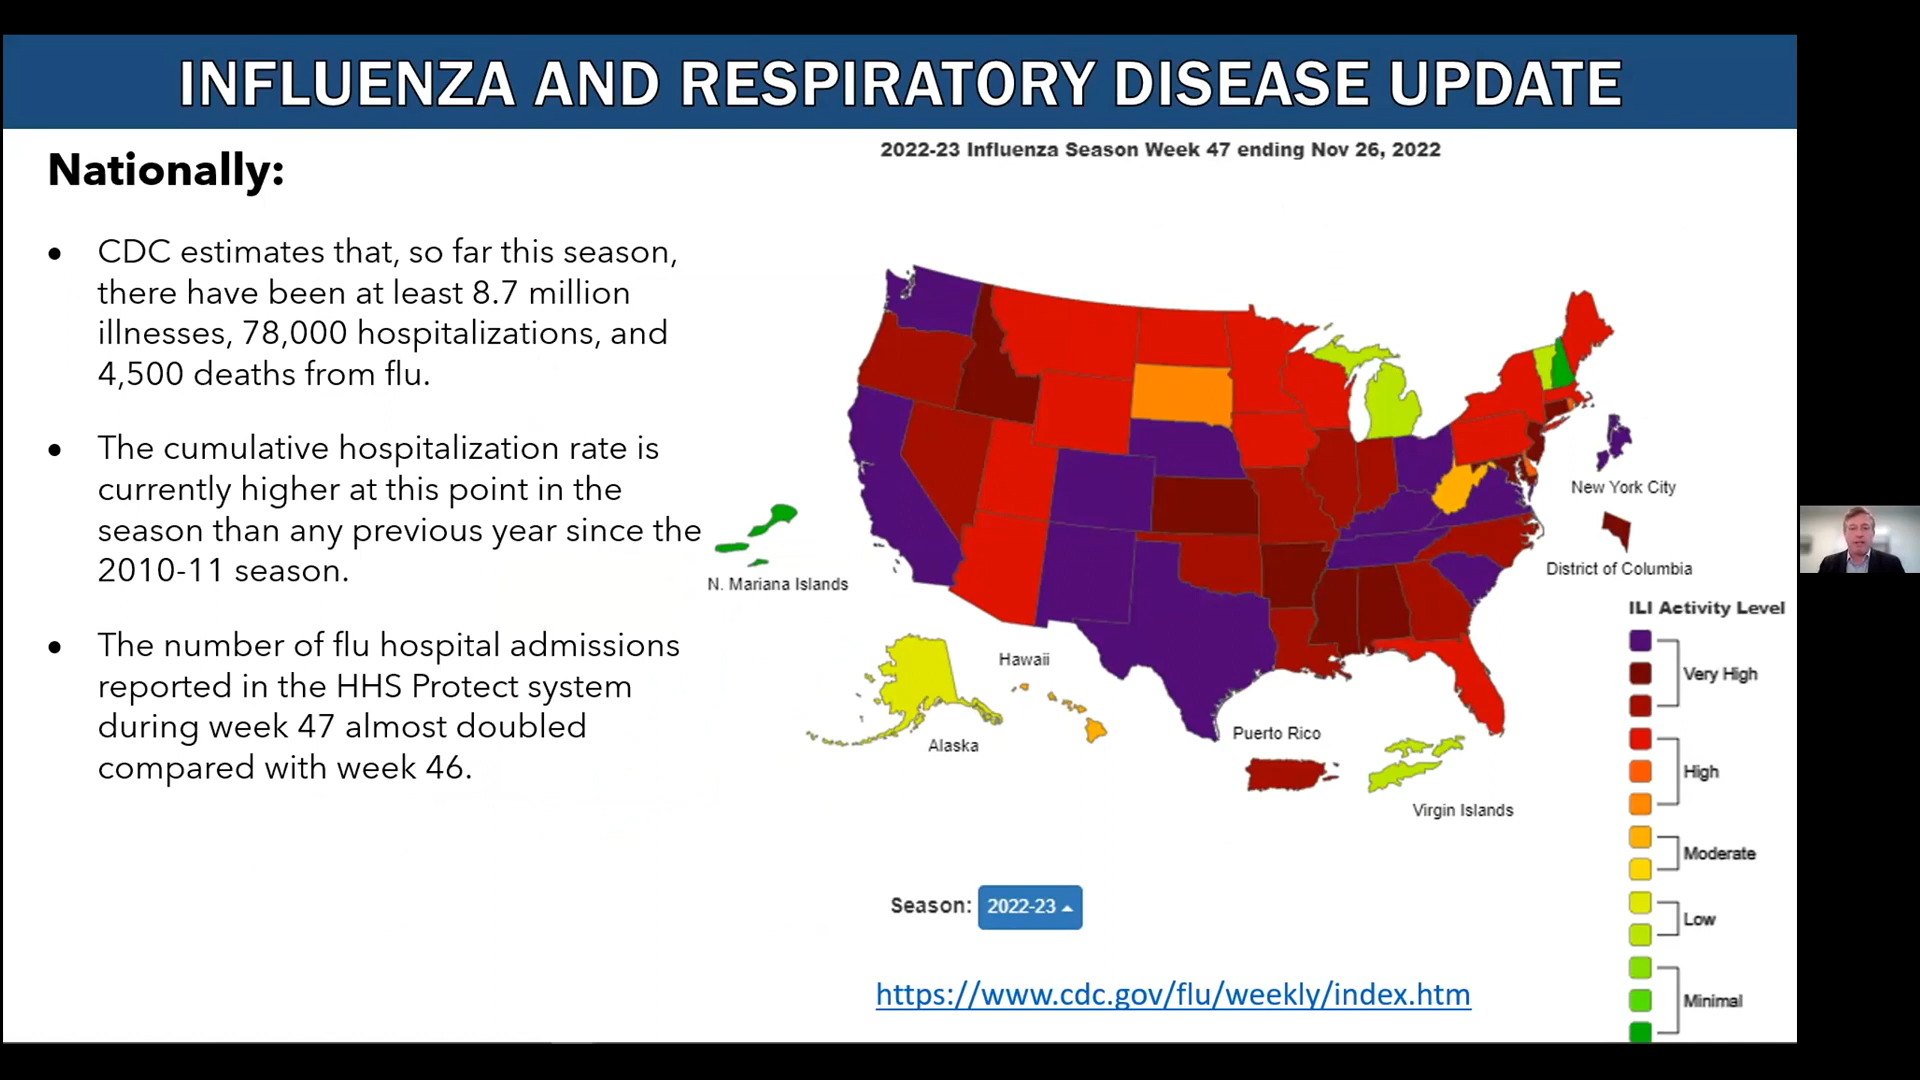 INFLUENZA AND RESPIRATORY DISEASE UPDATE
Nationally:
• CDC estimates that, so far this season,
there have been at least 8.7 million
illnesses, 78,000 hospitalizations, and
4,500 deaths from flu.
• The cumulative hospitalization rate is
currently higher at this point in the
season than any previous year since the
2010-11 season.
• The number of flu hospital admissions
reported in the HHS Protect system
during week 47 almost doubled
compared with week 46.
2022-23 Influenza Season Week 47 ending Nov 26, 2022
New York City
District of Columbia
N. Mariana Islands
Hawaii
Alaska
Puerto Rico
Virgin Islands
ILI Activity Level
Very High
High
Moderate
Low
Minimal
Season: 2022-23
https://www.cdc.gov/flu/weekly/index.htm